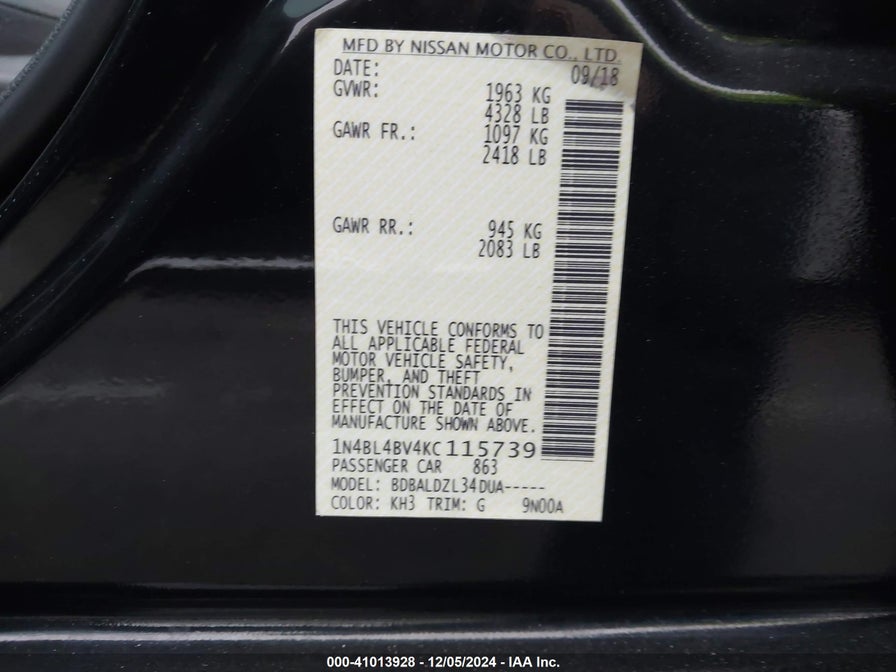 MFD BY NISSAN MOTOR CO., LTD.
DATE: 09/18
GVWR: 1963 KG
4328 LB
GAWR FR.: 1097 KG
2418 LB
GAWR RR.: 945 KG
2083 LB
THIS VEHICLE CONFORMS TO
ALL APPLICABLE FEDERAL
MOTOR VEHICLE SAFETY,
BUMPER, AND THEFT
PREVENTION STANDARDS IN
EFFECT ON THE DATE OF
MANUFACTURE SHOWN ABOVE.
1N4BL4BV4KC115739
PASSENGER CAR 863
MODEL: BDBALDZL34DUA-----
COLOR: KH3 TRIM: G 9N00A
000-41013928 - 12/05/2024 - IAA Inc.